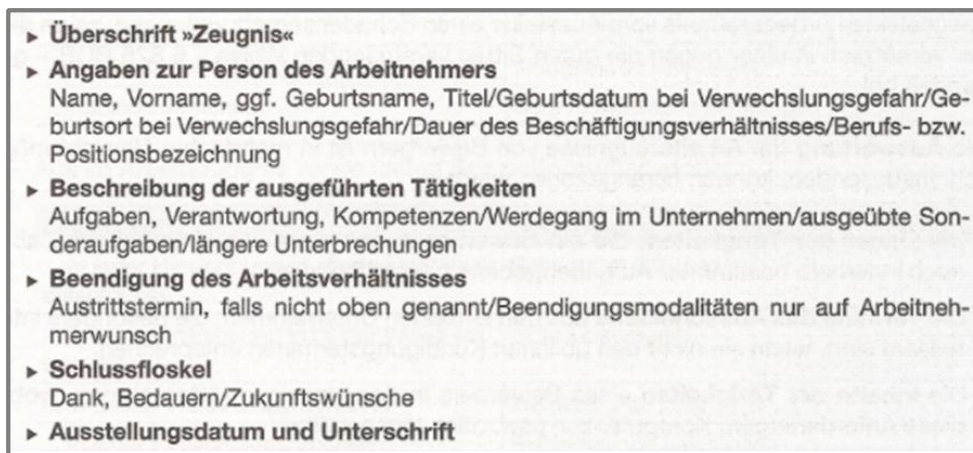 ▸ Überschrift »Zeugnis«
▸ Angaben zur Person des Arbeitnehmers
Name, Vorname, ggf. Geburtsname, Titel/Geburtsdatum bei Verwechslungsgefahr/Ge-
burtsort bei Verwechslungsgefahr/Dauer des Beschäftigungsverhältnisses/Berufs- bzw.
Positionsbezeichnung
▸ Beschreibung der ausgeführten Tätigkeiten
Aufgaben, Verantwortung, Kompetenzen/Werdegang im Unternehmen/ausgeübte Son-
deraufgaben/längere Unterbrechungen
▸ Beendigung des Arbeitsverhältnisses
Austrittstermin, falls nicht oben genannt/Beendigungsmodalitäten nur auf Arbeitneh-
merwunsch
▸ Schlussfloskel
Dank, Bedauern/Zukunftswünsche
▸ Ausstellungsdatum und Unterschrift